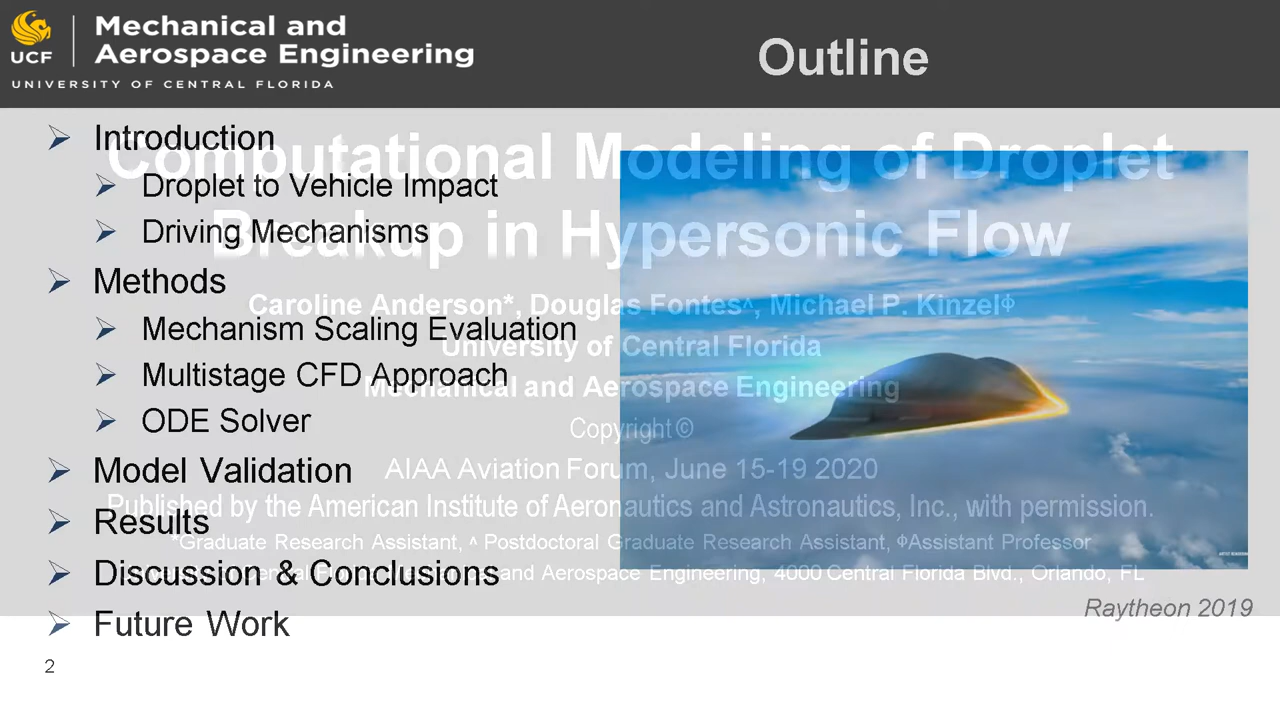 UCF
Mechanical and
Aerospace Engineering
UNIVERSITY OF CENTRAL FLORIDA
Outline
Introduction
Droplet to Vehicle Impact
Driving Mechanisms
Methods
Mechanism Scaling Evaluation
Multistage CFD Approach
ODE Solver
Model Validation
Results
Discussion & Conclusions
Future Work
Computational Modeling of Droplet
Breakup in Hypersonic Flow
Caroline Anderson*, Douglas Fontes^, Michael P. Kinzelϕ
University of Central Florida
Mechanical and Aerospace Engineering
Copyright ©
AIAA Aviation Forum, June 15-19 2020
Published by the American Institute of Aeronautics and Astronautics, Inc., with permission.
*Graduate Research Assistant, ^ Postdoctoral Graduate Research Assistant, ϕAssistant Professor
and Aerospace Engineering, 4000 Central Florida Blvd., Orlando, FL
Raytheon 2019
2